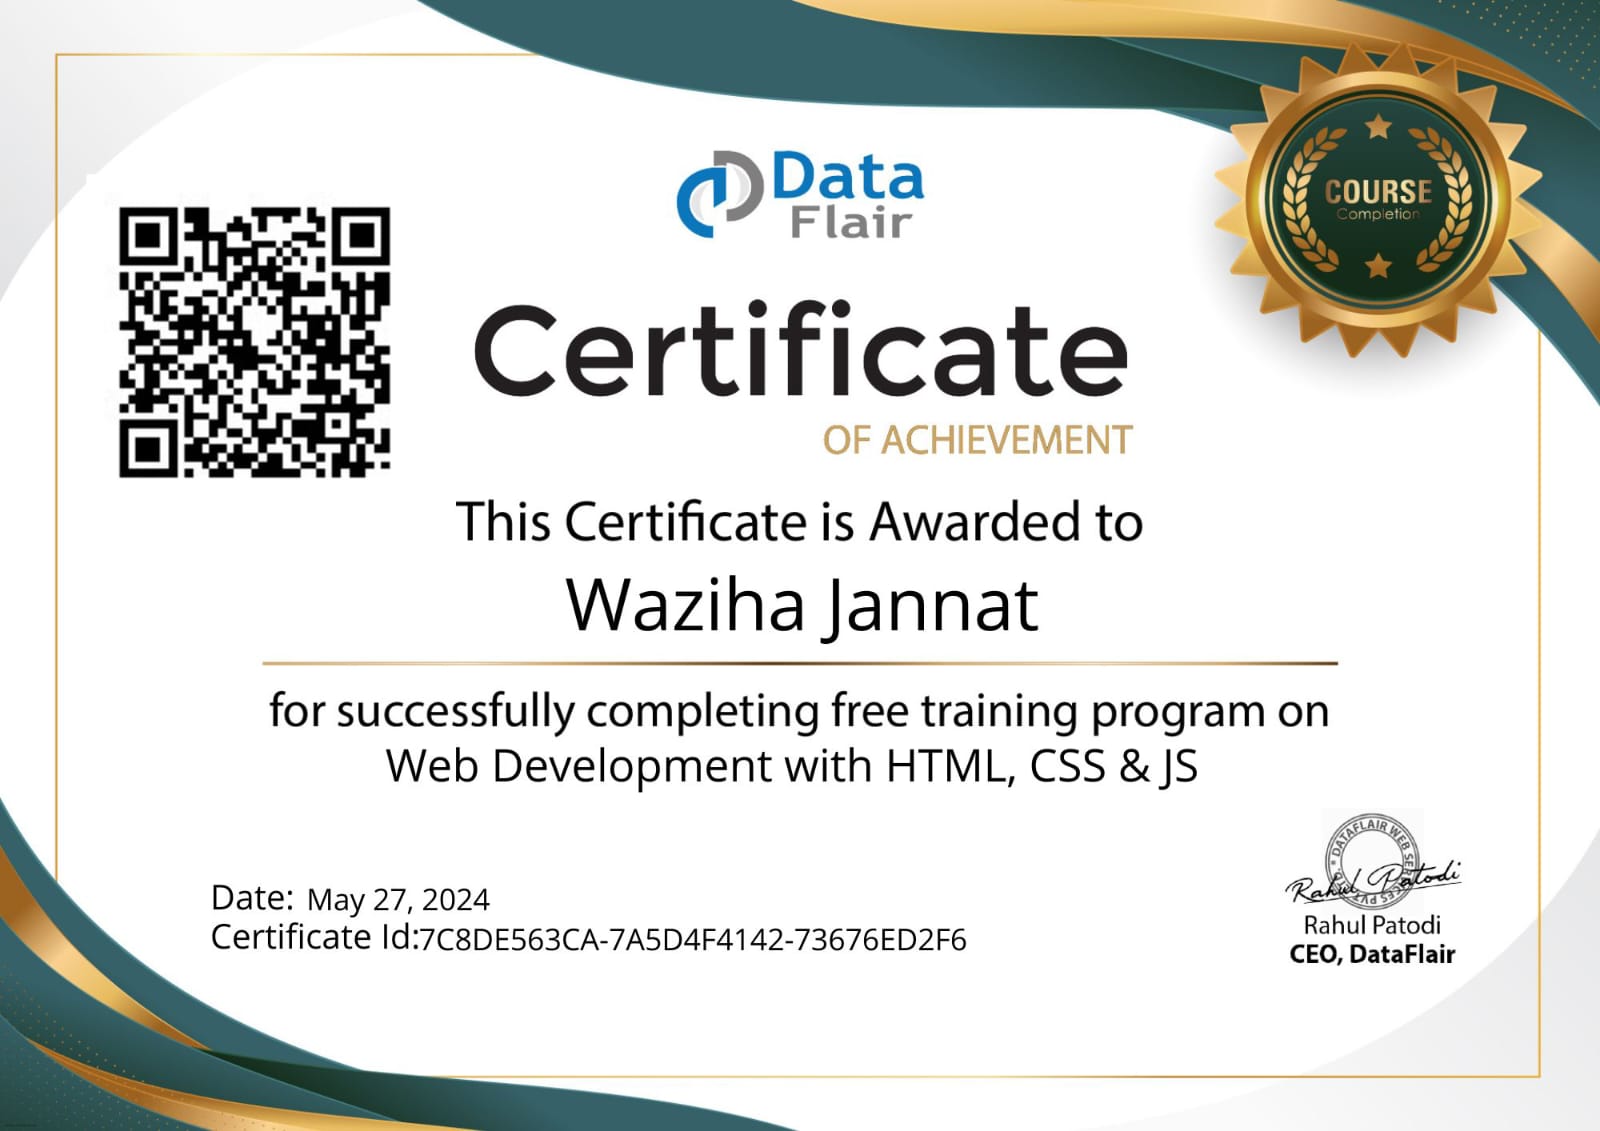 Data
Flair
COURSE
Completion
Certificate
OF ACHIEVEMENT
This Certificate is Awarded to
Waziha Jannat
for successfully completing free training program on
Web Development with HTML, CSS & JS
Date: May 27, 2024
Certificate Id:7C8DE563CA-7A5D4F4142-73676ED2F6
DATAFLAIR WEB SERVICES PVT
Rahul Patodi
Rahul Patodi
CEO, DataFlair